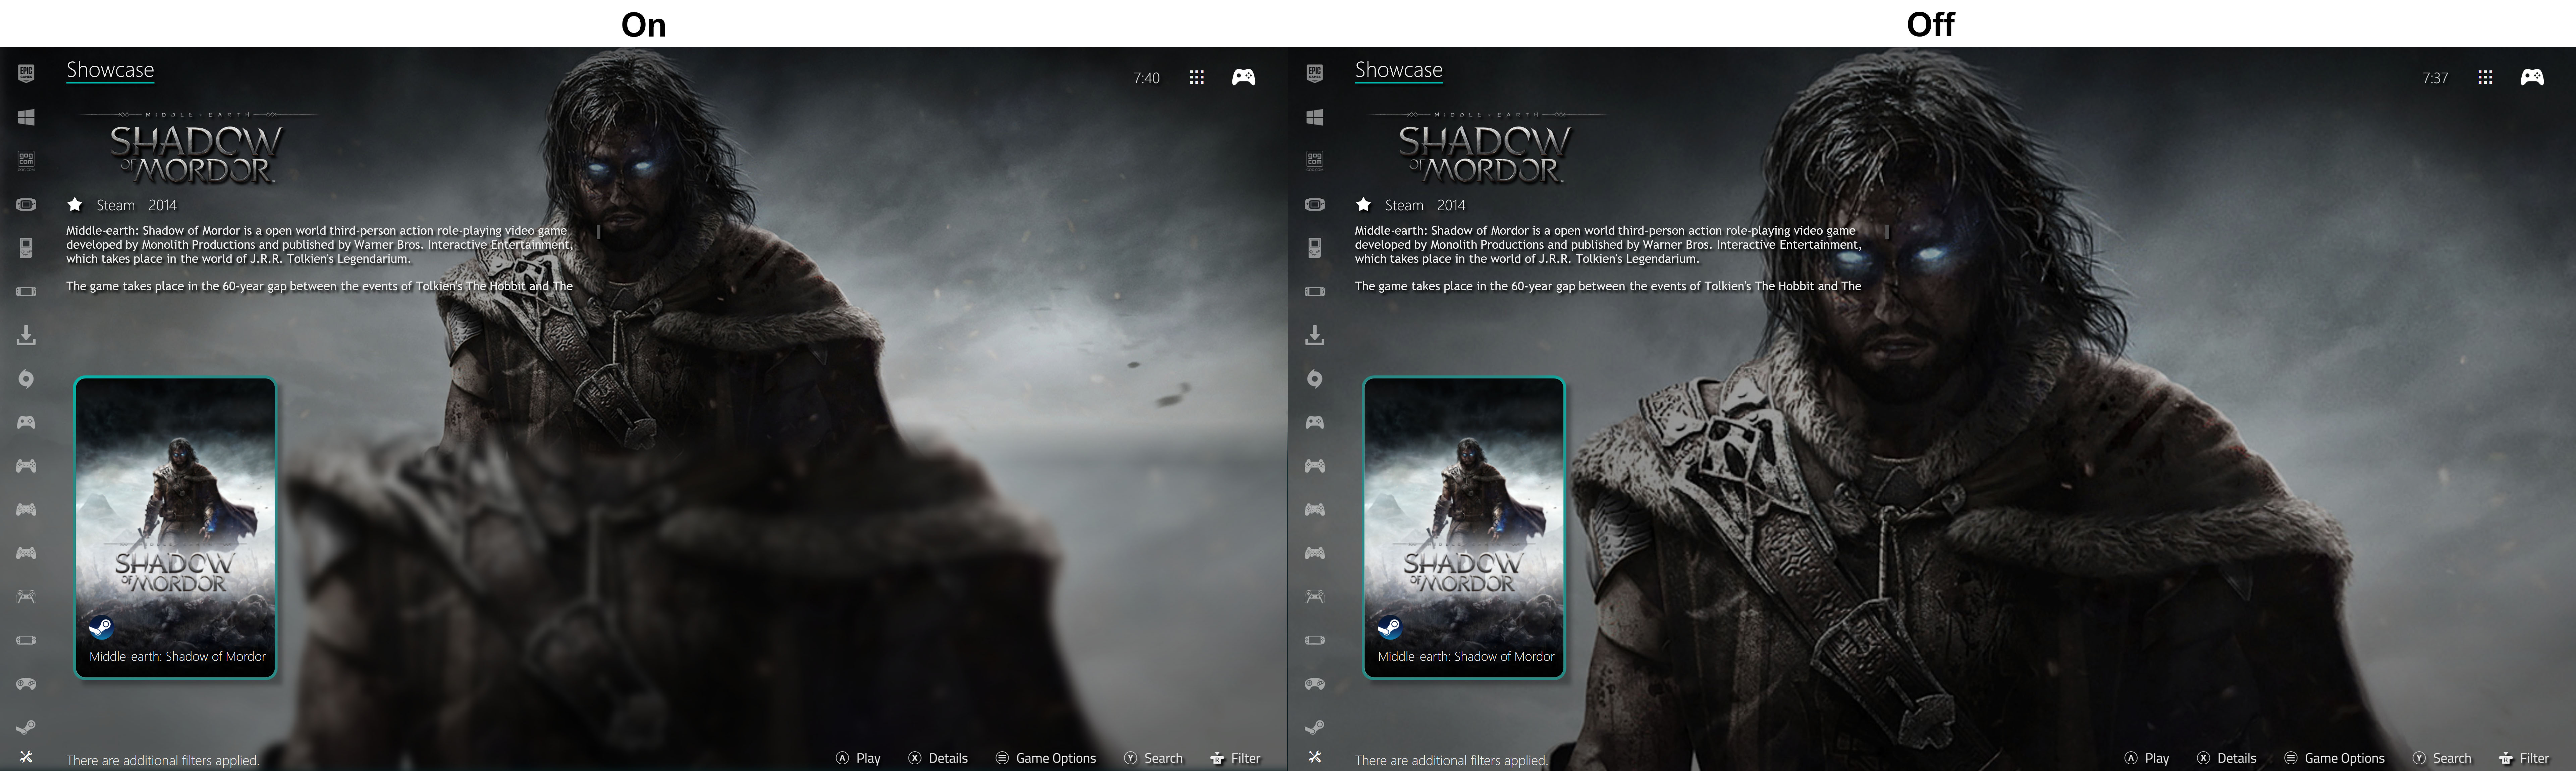 On
Showcase
7:40
MIDDLE-EARTH
SHADOW
OF MORDOR
Steam 2014
Middle-earth: Shadow of Mordor is a open world third-person action role-playing video game
developed by Monolith Productions and published by Warner Bros. Interactive Entertainment,
which takes place in the world of J.R.R. Tolkien's Legendarium.
The game takes place in the 60-year gap between the events of Tolkien's The Hobbit and The
SHADOW
OF MORDOR
Middle-earth: Shadow of Mordor
There are additional filters applied.
A Play X Details Game Options Y Search Filter
EPIC
GAMES
gog
com
Off
Showcase
7:37
MIDDLE-EARTH
SHADOW
OF MORDOR
Steam 2014
Middle-earth: Shadow of Mordor is a open world third-person action role-playing video game
developed by Monolith Productions and published by Warner Bros. Interactive Entertainment,
which takes place in the world of J.R.R. Tolkien's Legendarium.
The game takes place in the 60-year gap between the events of Tolkien's The Hobbit and The
SHADOW
OF MORDOR
Middle-earth: Shadow of Mordor
There are additional filters applied.
A Play X Details Game Options Y Search Filter
EPIC
GAMES
gog
com